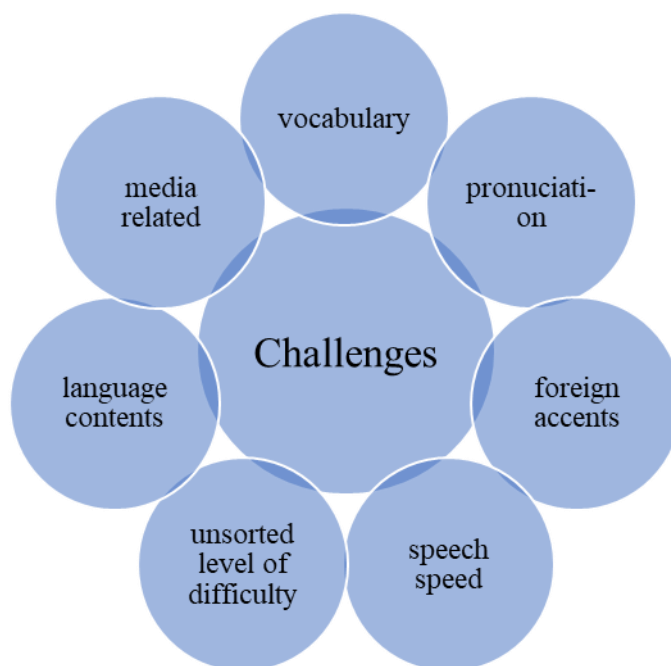 vocabulary
pronuciati-
on
foreign
accents
speech
speed
unsorted
level of
difficulty
language
contents
media
related
Challenges